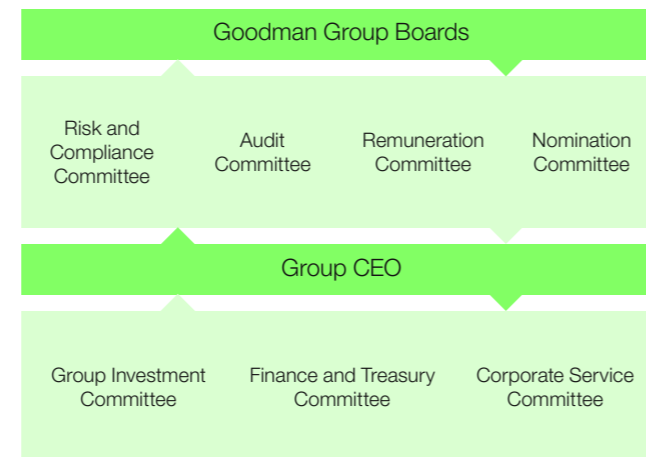 Goodman Group Boards
Risk and
Compliance
Committee
Audit
Committee
Remuneration
Committee
Nomination
Committee
Group CEO
Group Investment
Committee
Finance and Treasury
Committee
Corporate Service
Committee